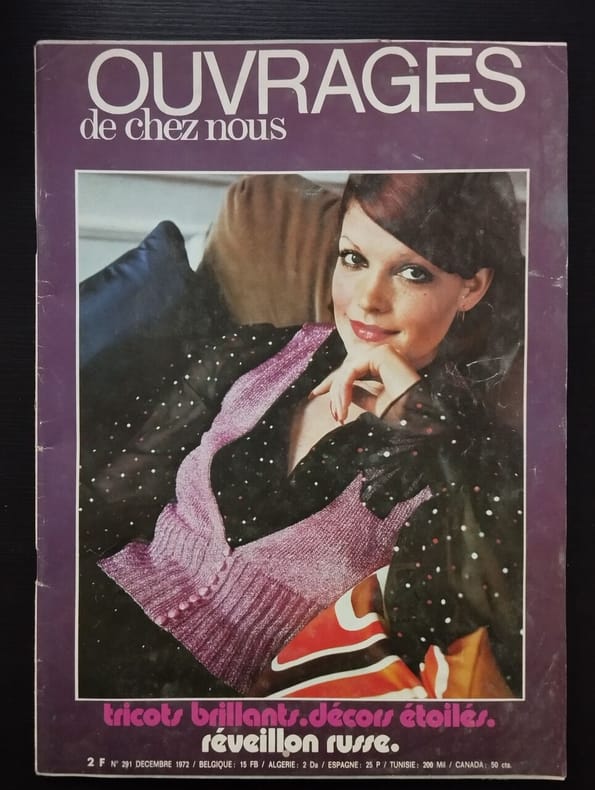 OUVRAGES
de chez nous
tricots brillants.décors étoilés.
réveillon russe.
2 F N° 291 DECEMBRE 1972 / BELGIQUE: 15 FB / ALGERIE: 2 Da / ESPAGNE: 25 P / TUNISIE: 200 Mil / CANADA: 50 cts.